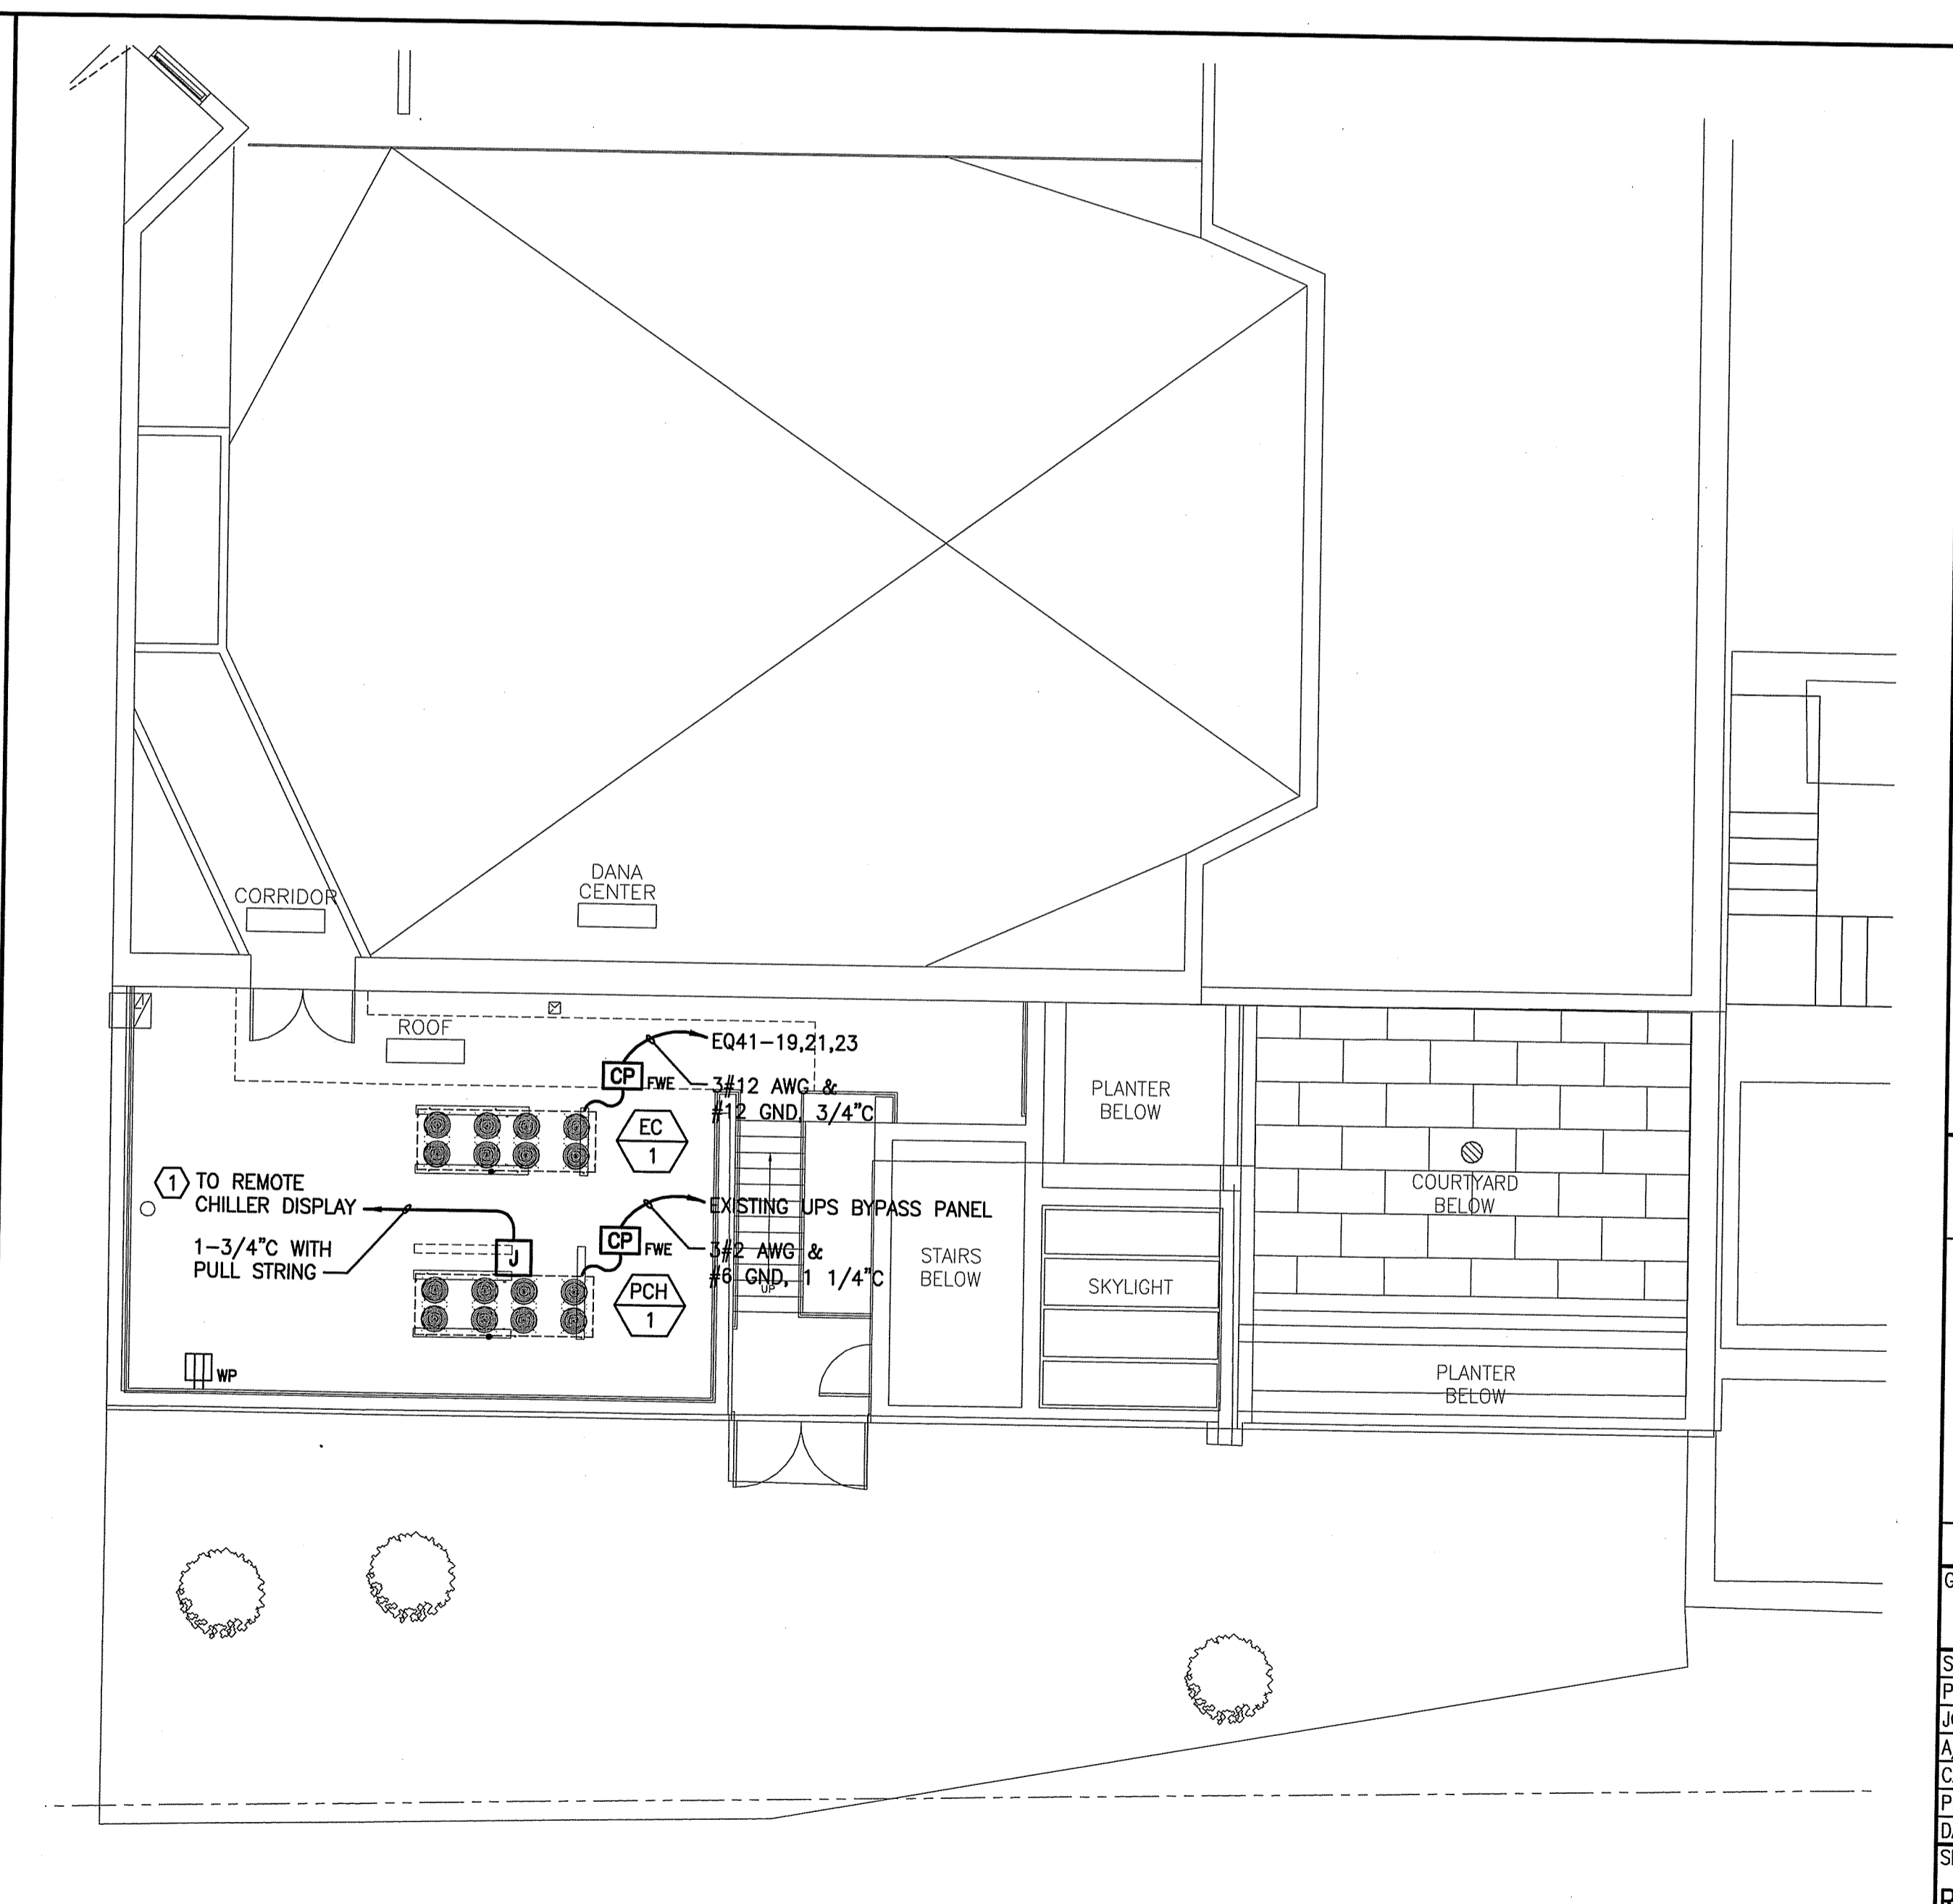 DANA
CENTER
CORRIDOR
ROOF
EQ41-19,21,23
CP
FWE
3#12 AWG &
#12 GND, 3/4"C
EC
1
PLANTER
BELOW
1
TO REMOTE
CHILLER DISPLAY
EXISTING UPS BYPASS PANEL
COURTYARD
BELOW
1-3/4"C WITH
PULL STRING
J
CP
FWE
3#2 AWG &
#6 GND, 1 1/4"C
UP
STAIRS
BELOW
SKYLIGHT
PCH
1
WP
PLANTER
BELOW